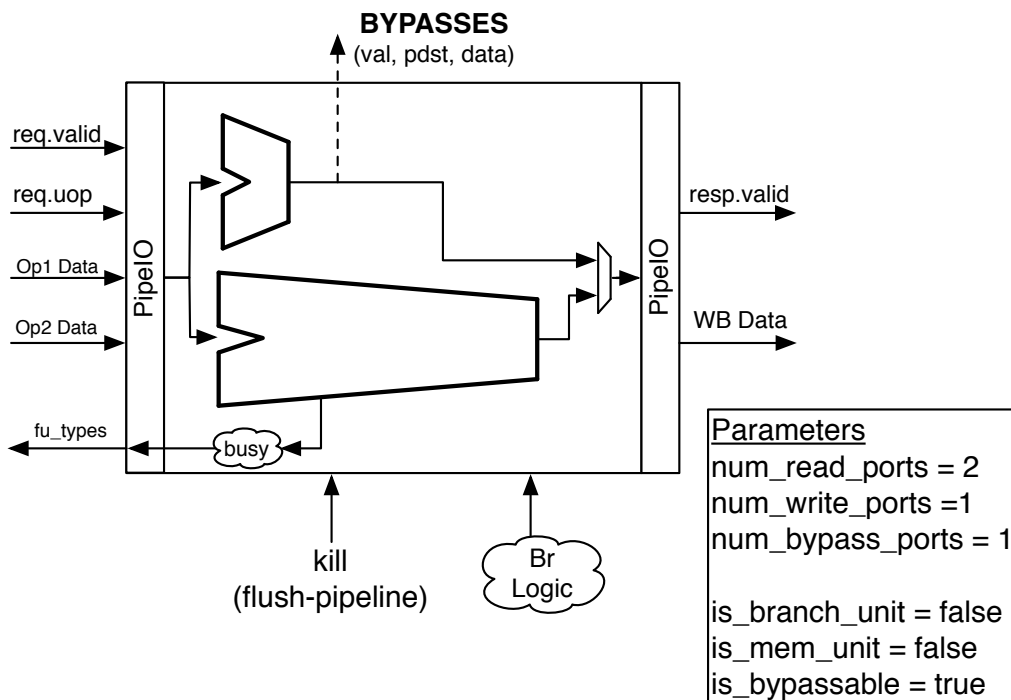 BYPASSES
(val, pdst, data)
req.valid
req.uop
Op1 Data
Op2 Data
fu_types
PipeIO
busy
PipeIO
resp.valid
WB Data
kill
(flush-pipeline)
Br
Logic
Parameters
num_read_ports = 2
num_write_ports =1
num_bypass_ports = 1
is_branch_unit = false
is_mem_unit = false
is_bypassable = true